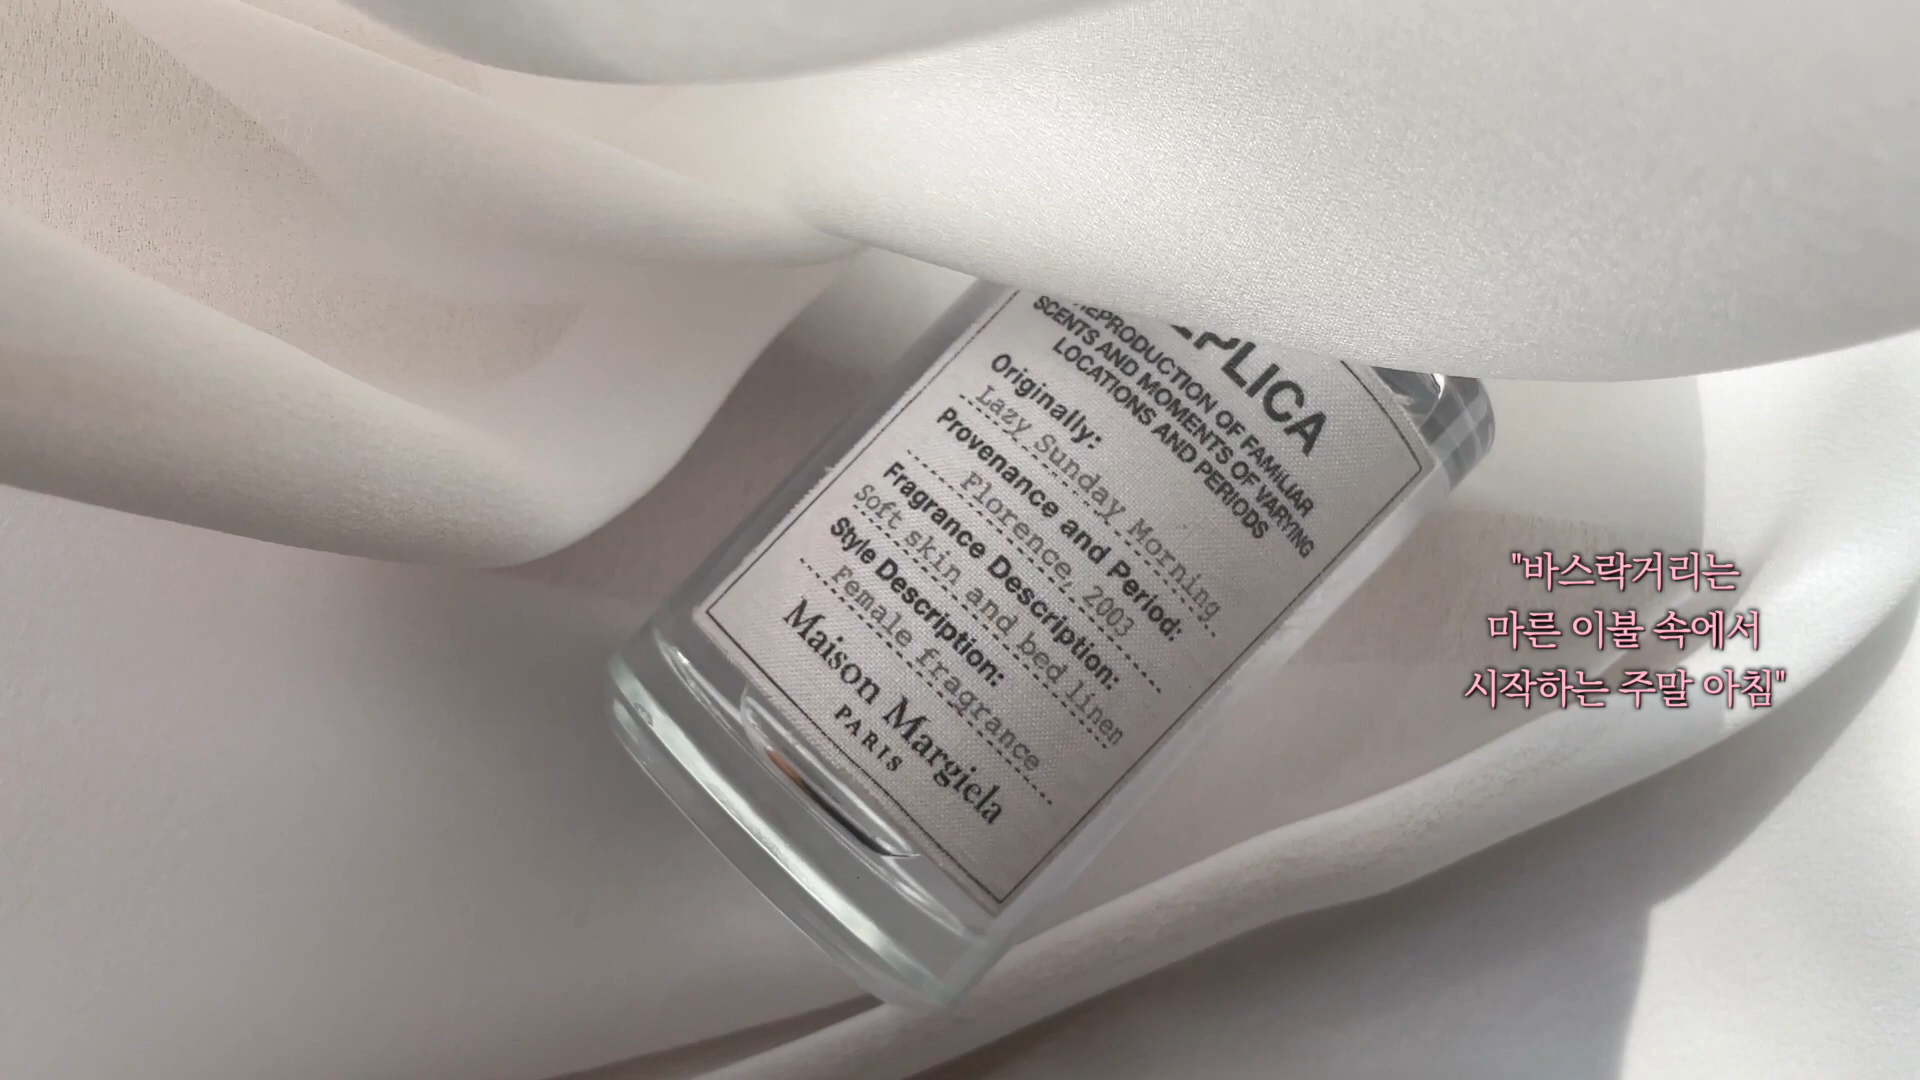 EPLICA
REPRODUCTION OF FAMILIAR
SCENTS AND MOMENTS OF VARYING
LOCATIONS AND PERIODS
Originally:
Lazy Sunday Morning
Provenance and Period:
Florence, 2003
Fragrance Description:
Soft skin and bed linen
Style Description:
Female fragrance
Maison Margiela
PARIS
"바스락거리는
마른 이불 속에서
시작하는 주말 아침"